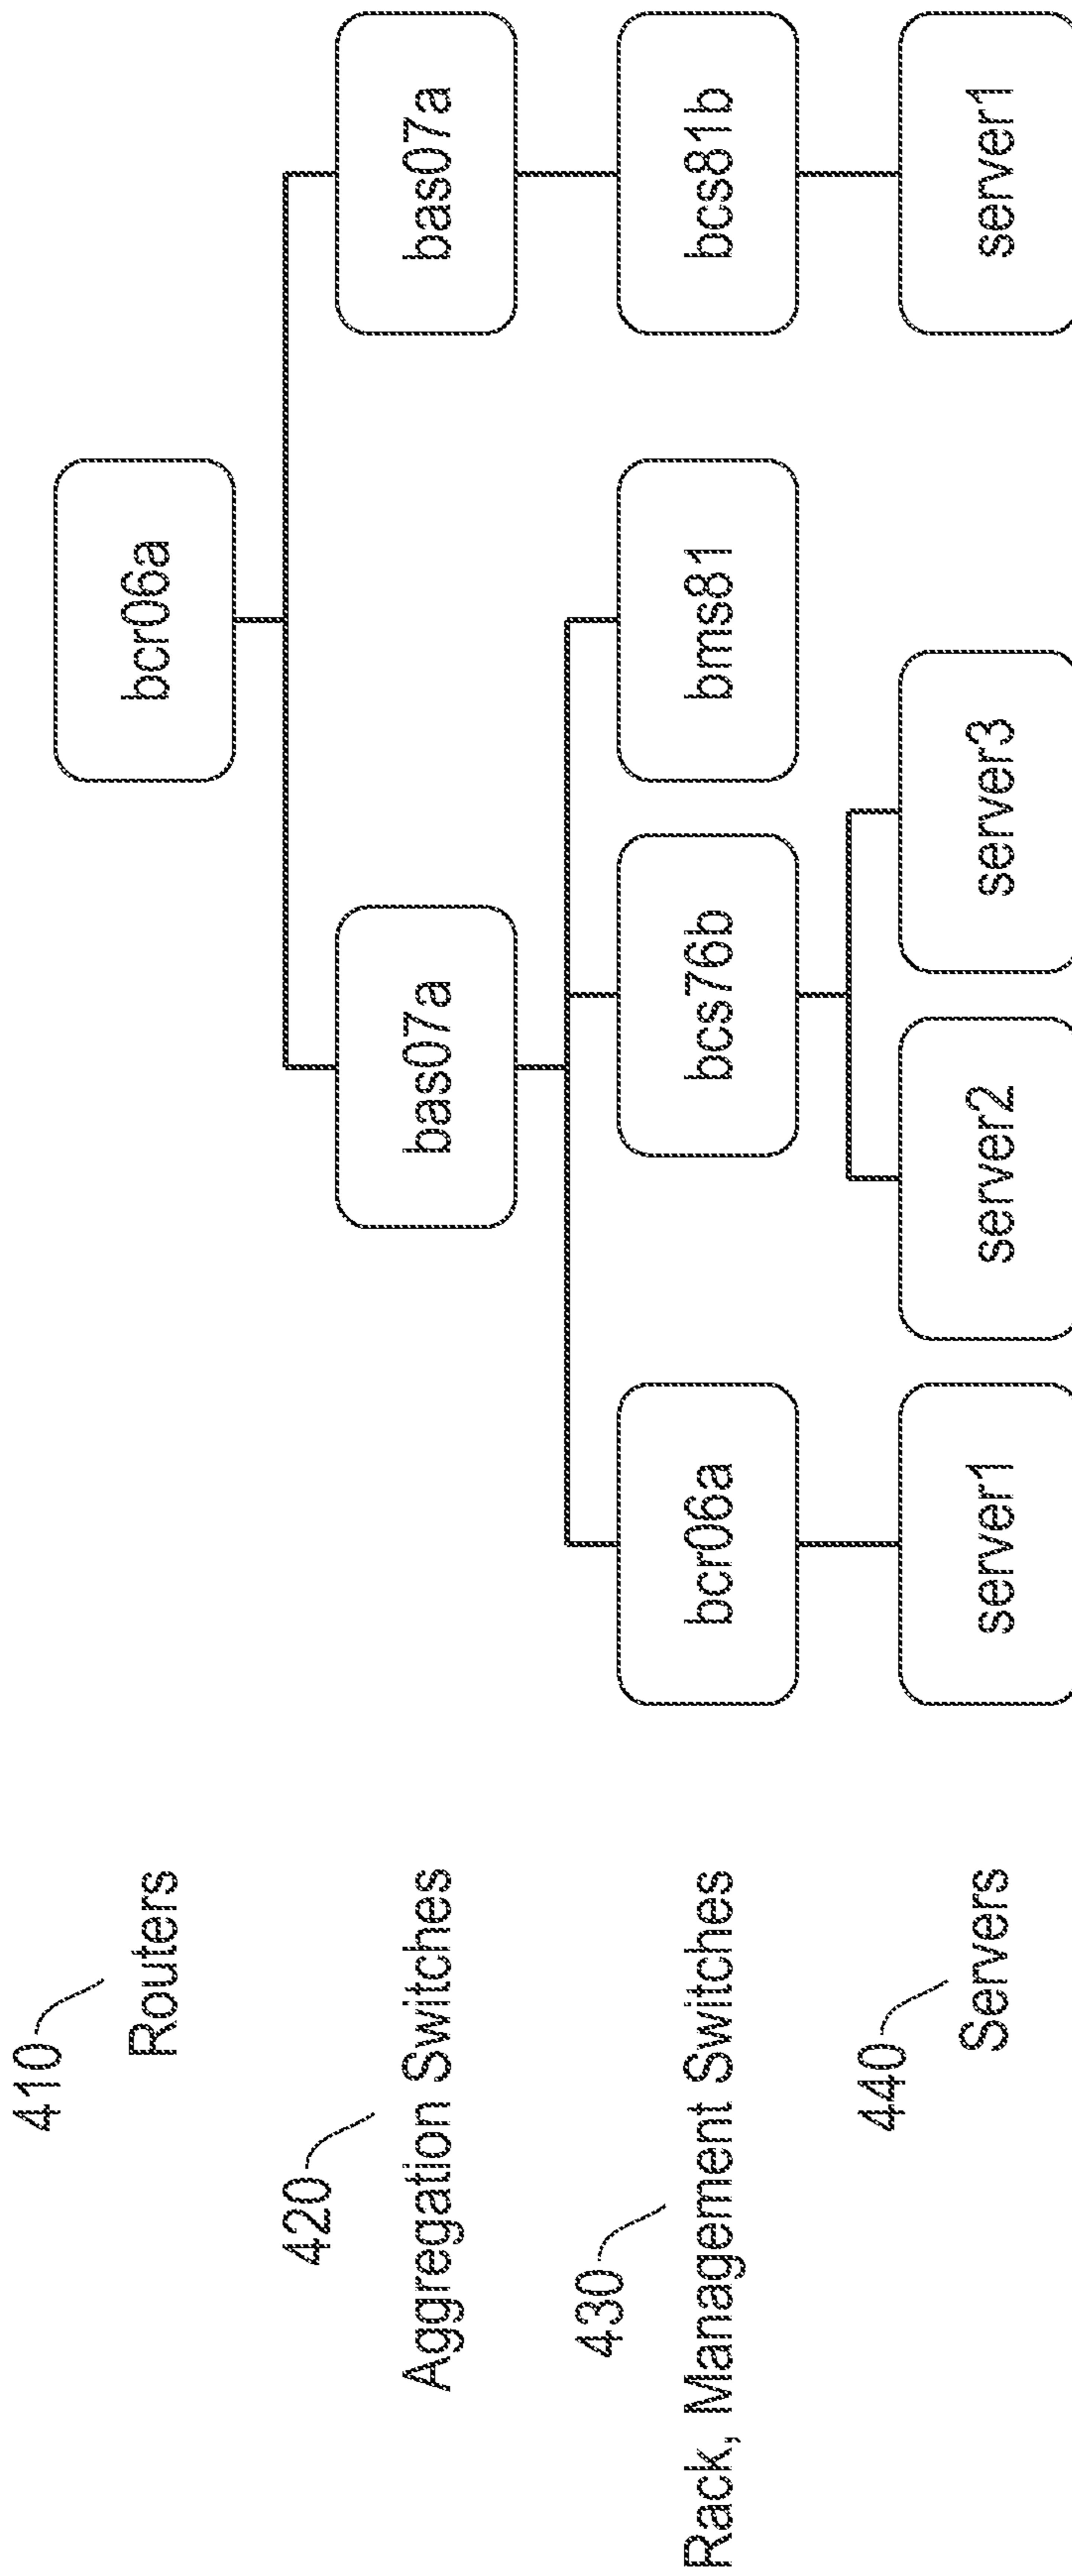 410
Routers
bcr06a
420
Aggregation Switches
bas07a
bas07a
430
Rack, Management Switches
bcr06a
bcs76b
bms81
bcs81b
440
Servers
server1
server2
server3
server1